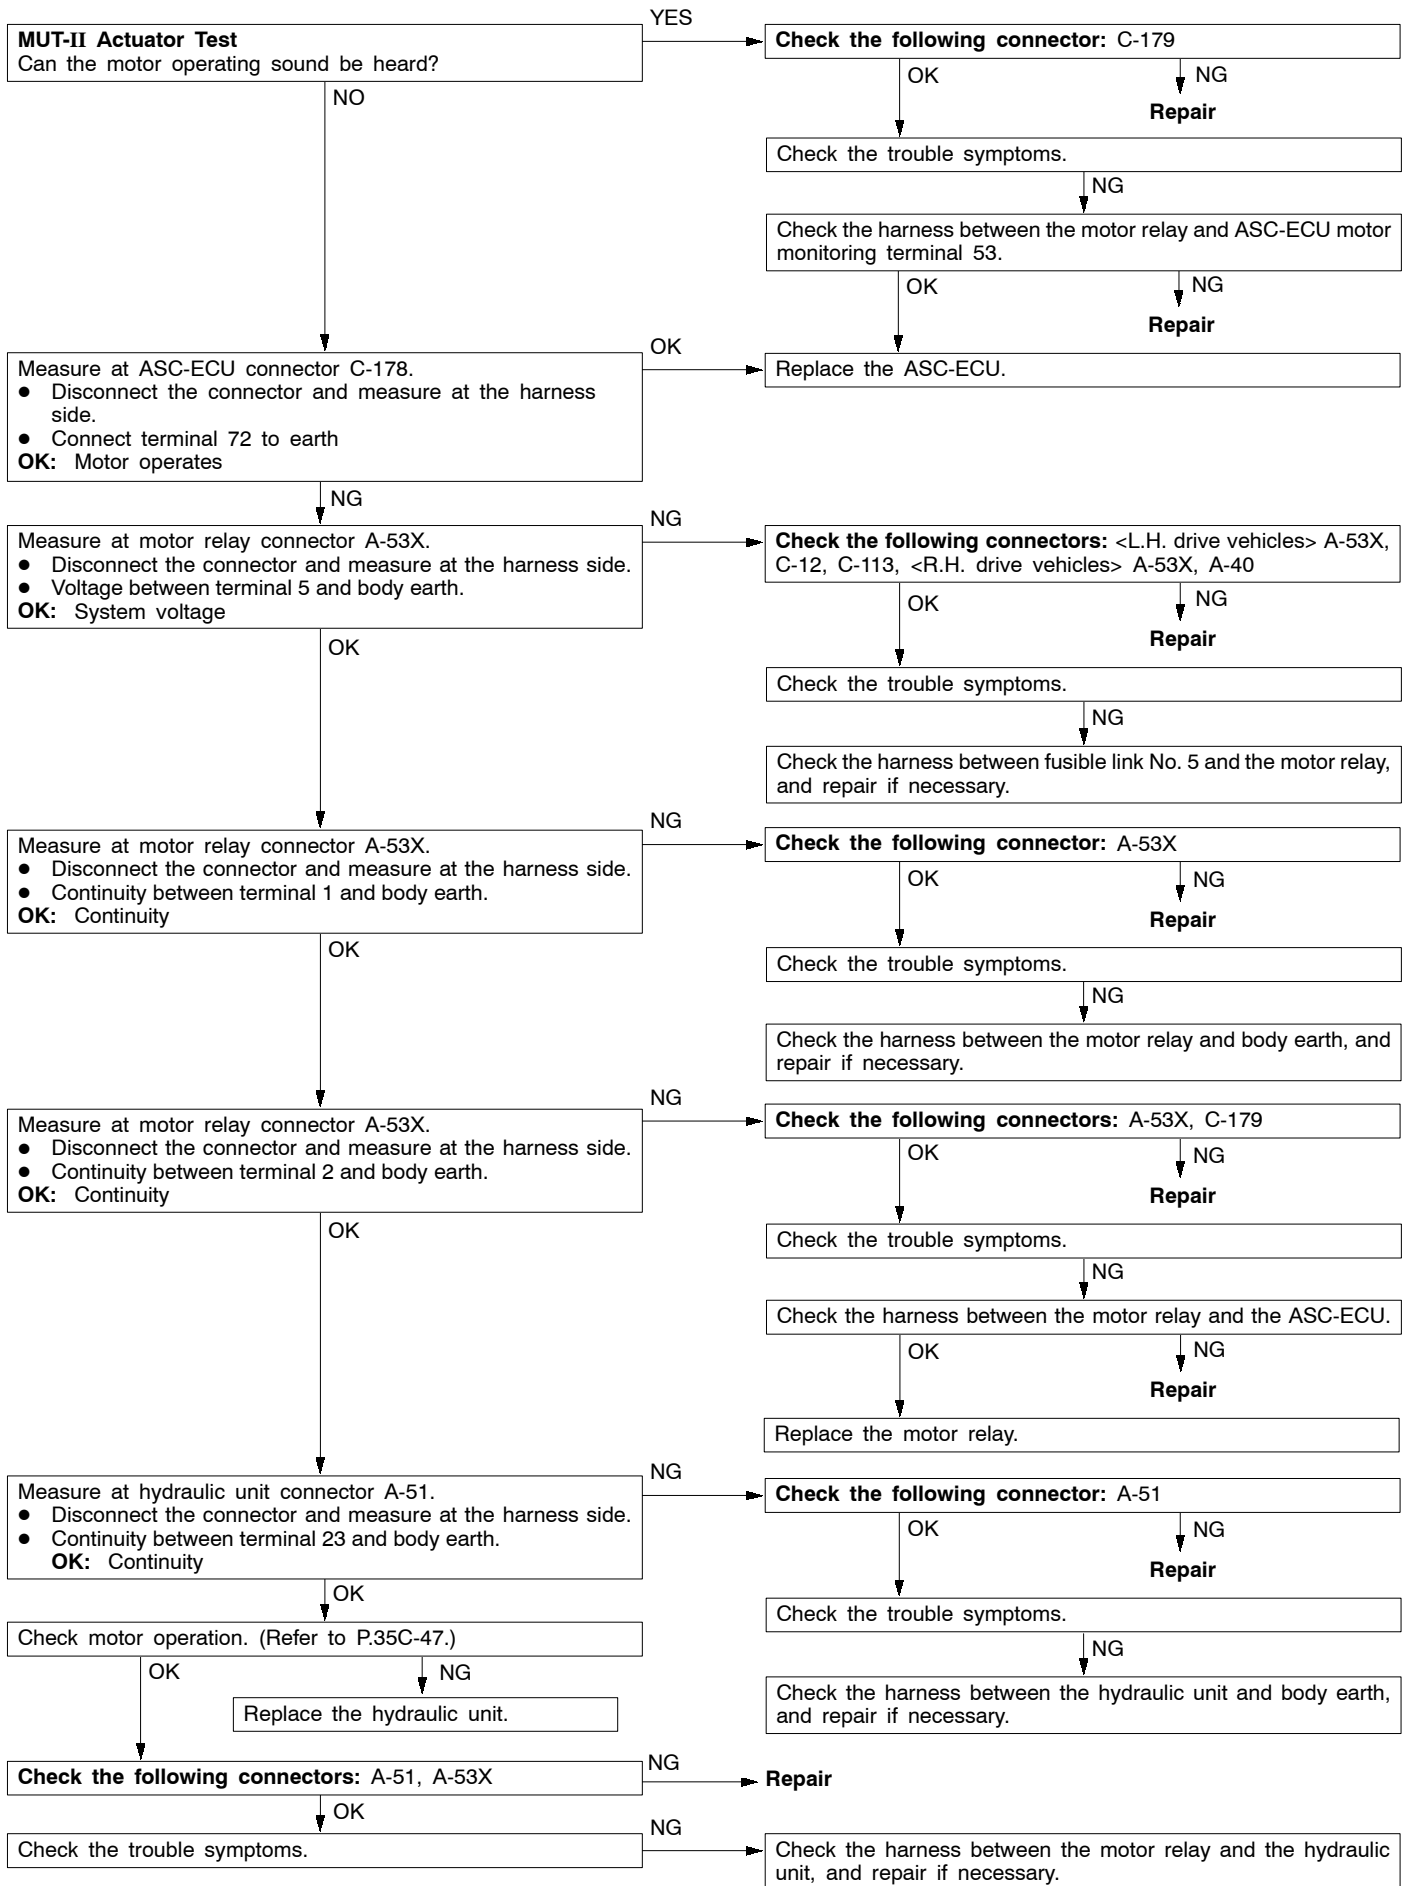 MUT-II Actuator Test
Can the motor operating sound be heard?
YES
Check the following connector: C-179
OK
NG
Repair
Check the trouble symptoms.
NG
Check the harness between the motor relay and ASC-ECU motor
monitoring terminal 53.
OK
NG
Repair
NO
Measure at ASC-ECU connector C-178.
● Disconnect the connector and measure at the harness
side.
● Connect terminal 72 to earth
OK: Motor operates
OK
Replace the ASC-ECU.
NG
Measure at motor relay connector A-53X.
● Disconnect the connector and measure at the harness side.
● Voltage between terminal 5 and body earth.
OK: System voltage
NG
Check the following connectors: <L.H. drive vehicles> A-53X,
C-12, C-113, <R.H. drive vehicles> A-53X, A-40
OK
NG
Repair
Check the trouble symptoms.
NG
Check the harness between fusible link No. 5 and the motor relay,
and repair if necessary.
OK
Measure at motor relay connector A-53X.
● Disconnect the connector and measure at the harness side.
● Continuity between terminal 1 and body earth.
OK: Continuity
NG
Check the following connector: A-53X
OK
NG
Repair
Check the trouble symptoms.
NG
Check the harness between the motor relay and body earth, and
repair if necessary.
OK
Measure at motor relay connector A-53X.
● Disconnect the connector and measure at the harness side.
● Continuity between terminal 2 and body earth.
OK: Continuity
NG
Check the following connectors: A-53X, C-179
OK
NG
Repair
Check the trouble symptoms.
NG
Check the harness between the motor relay and the ASC-ECU.
OK
NG
Repair
Replace the motor relay.
OK
Measure at hydraulic unit connector A-51.
● Disconnect the connector and measure at the harness side.
● Continuity between terminal 23 and body earth.
OK: Continuity
NG
Check the following connector: A-51
OK
NG
Repair
Check the trouble symptoms.
NG
Check the harness between the hydraulic unit and body earth,
and repair if necessary.
OK
Check motor operation. (Refer to P.35C-47.)
OK
NG
Replace the hydraulic unit.
Check the following connectors: A-51, A-53X
NG
Repair
OK
Check the trouble symptoms.
NG
Check the harness between the motor relay and the hydraulic
unit, and repair if necessary.